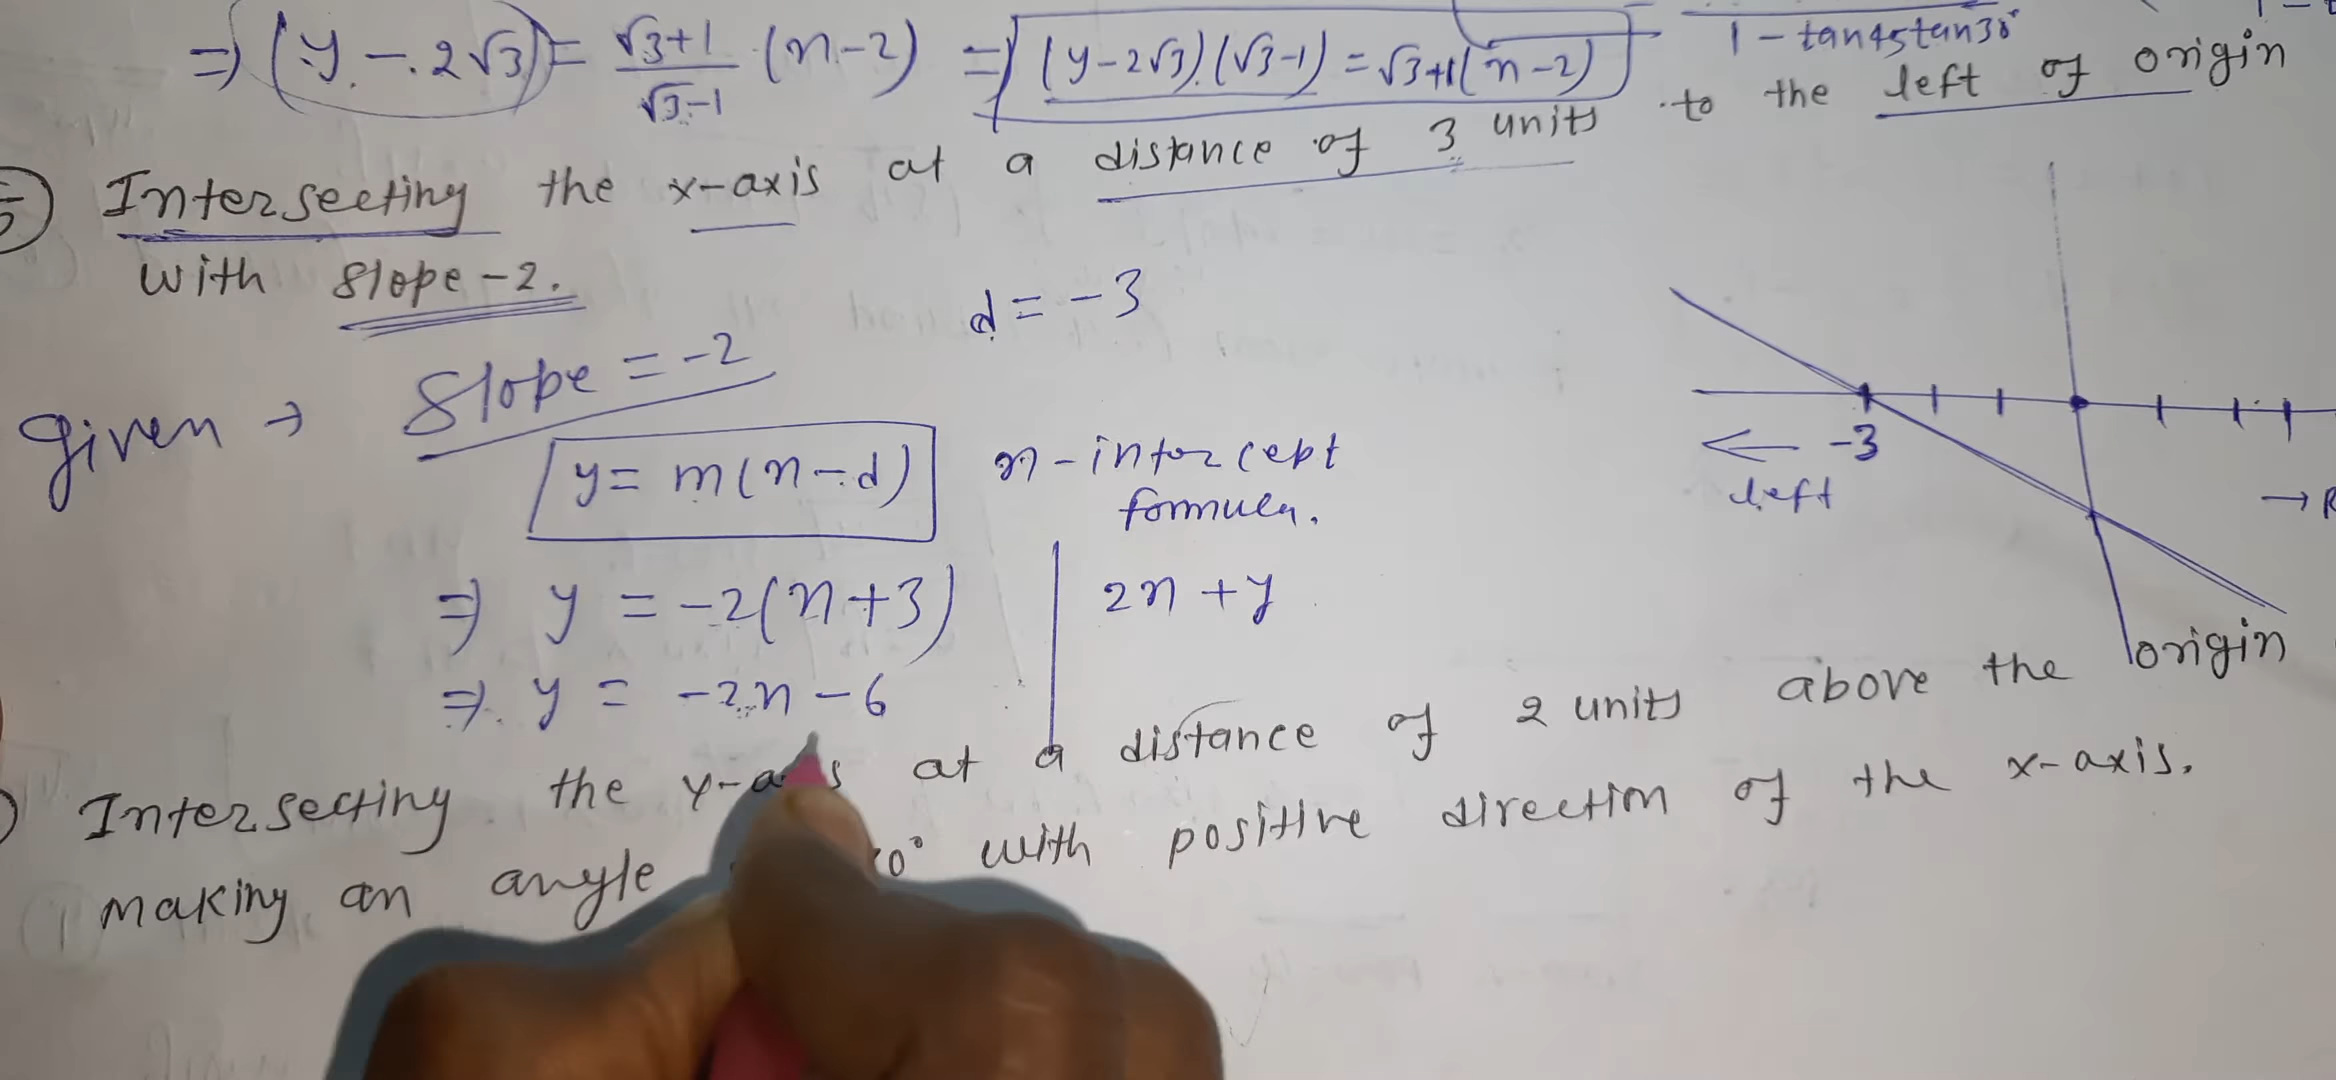 ⇒ (y - 2√3) = √3+1/√3-1 (x-2) ⇒ (y-2√3)(√3-1) = √3+1(x-2)
1 - tan45tan30°
Intersecting the x-axis at a distance of 3 units to the left of origin
with slope -2.
d = -3
given → Slope = -2
y = m(x-d) x-intercept
formula.
⇒ y = -2(x+3) 2x + y
⇒ y = -2x - 6
-3
← left
→
Intersecting the y-axis at a distance of 2 units above the origin
making an angle with positive direction of the x-axis.